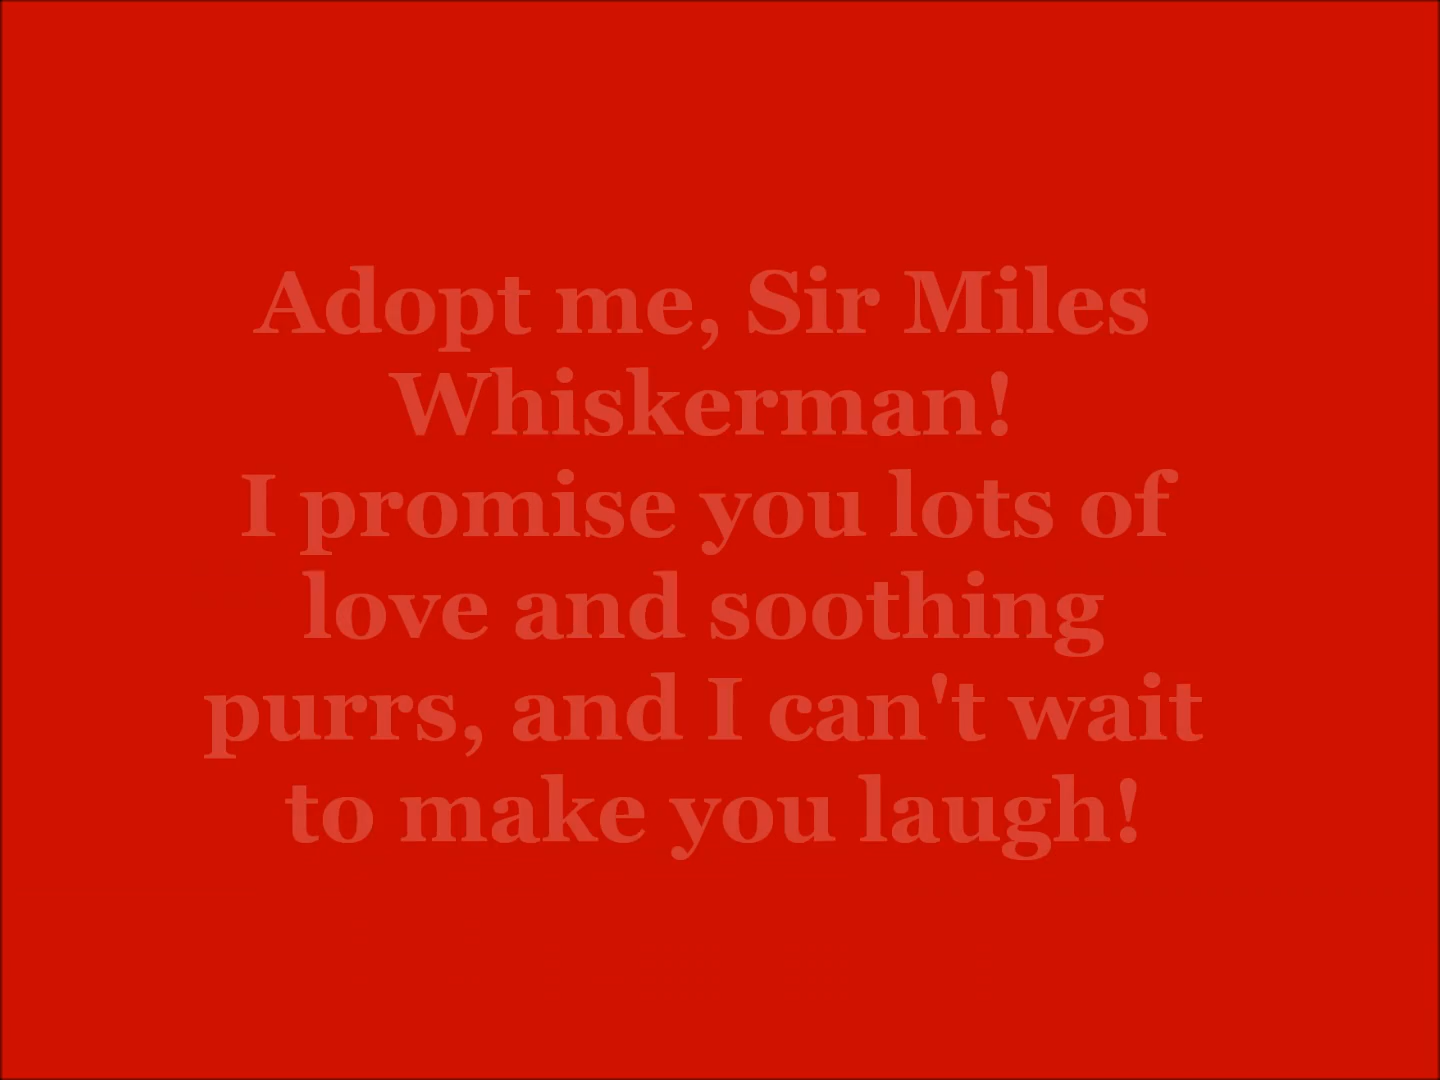 Adopt me, Sir Miles
Whiskerman!
I promise you lots of
love and soothing
purrs, and I can't wait
to make you laugh!